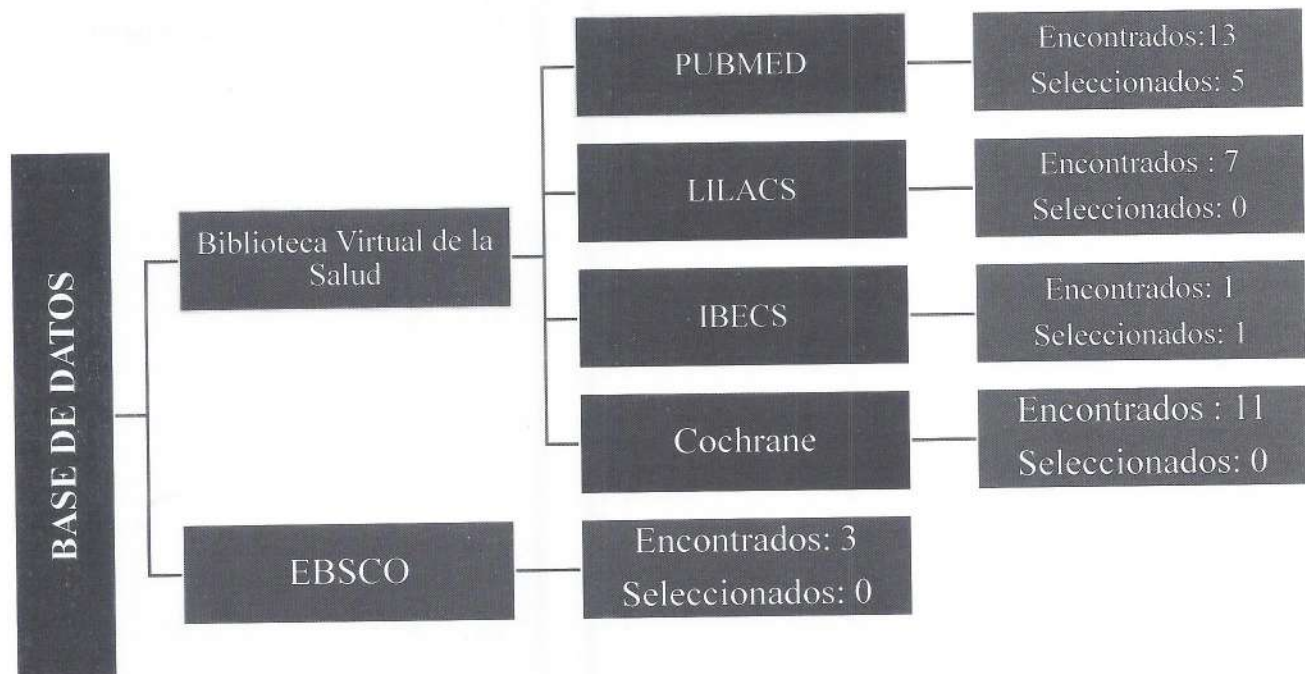 BASE DE DATOS
Biblioteca Virtual de la
Salud
PUBMED
Encontrados:13
Seleccionados: 5
LILACS
Encontrados : 7
Seleccionados: 0
IBECS
Encontrados: 1
Seleccionados: 1
Cochrane
Encontrados : 11
Seleccionados: 0
EBSCO
Encontrados: 3
Seleccionados: 0